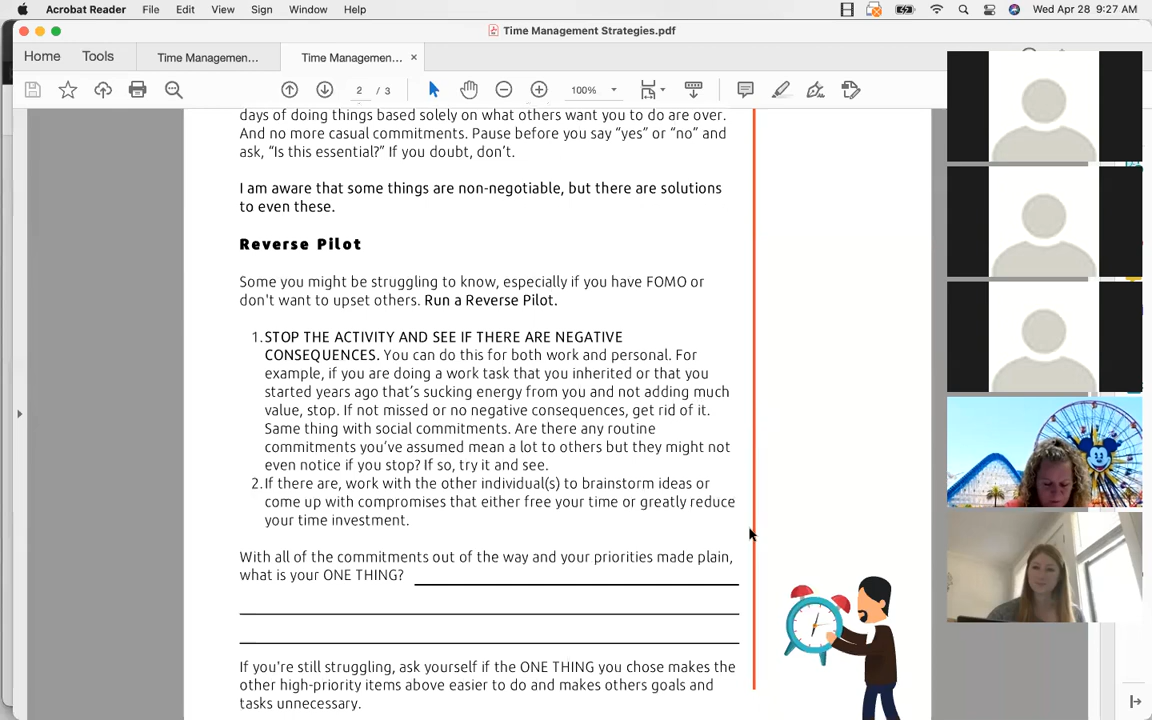 Acrobat Reader File Edit View Sign Window Help Wed Apr 28 9:27 AM
Time Management Strategies.pdf
Home Tools Time Managemen... Time Managemen... ×
2 / 3 100%
days of doing things based solely on what others want you to do are over.
And no more casual commitments. Pause before you say “yes” or “no” and
ask, “Is this essential?” If you doubt, don’t.
I am aware that some things are non-negotiable, but there are solutions
to even these.
Reverse Pilot
Some you might be struggling to know, especially if you have FOMO or
don't want to upset others. Run a Reverse Pilot.
1. STOP THE ACTIVITY AND SEE IF THERE ARE NEGATIVE
CONSEQUENCES. You can do this for both work and personal. For
example, if you are doing a work task that you inherited or that you
started years ago that’s sucking energy from you and not adding much
value, stop. If not missed or no negative consequences, get rid of it.
Same thing with social commitments. Are there any routine
commitments you’ve assumed mean a lot to others but they might not
even notice if you stop? If so, try it and see.
2. If there are, work with the other individual(s) to brainstorm ideas or
come up with compromises that either free your time or greatly reduce
your time investment.
With all of the commitments out of the way and your priorities made plain,
what is your ONE THING?
If you're still struggling, ask yourself if the ONE THING you chose makes the
other high-priority items above easier to do and makes others goals and
tasks unnecessary.